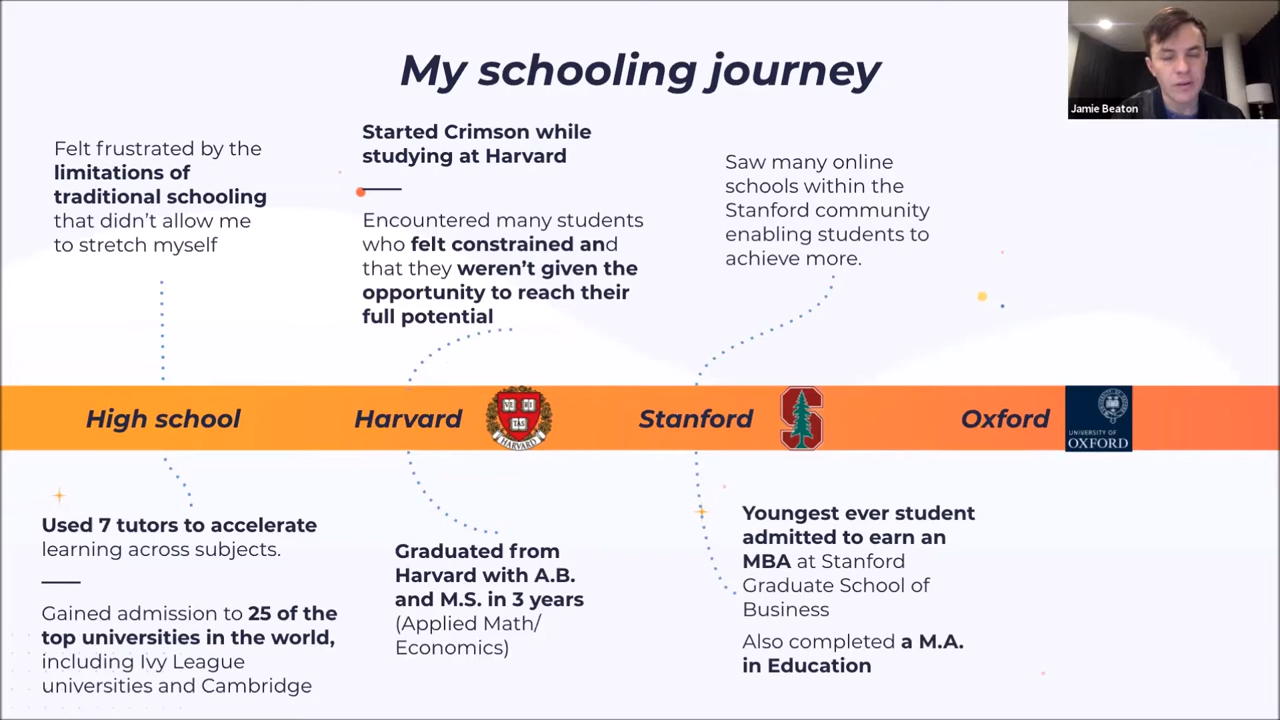 My schooling journey
Jamie Beaton
Felt frustrated by the
limitations of
traditional schooling
that didn't allow me
to stretch myself
Started Crimson while
studying at Harvard
Encountered many students
who felt constrained and
that they weren't given the
opportunity to reach their
full potential
Saw many online
schools within the
Stanford community
enabling students to
achieve more.
High school
Harvard
VE RI
TAS
HARVARD
Stanford
S
Oxford
UNIVERSITY OF
OXFORD
Used 7 tutors to accelerate
learning across subjects.
Gained admission to 25 of the
top universities in the world,
including Ivy League
universities and Cambridge
Graduated from
Harvard with A.B.
and M.S. in 3 years
(Applied Math/
Economics)
Youngest ever student
admitted to earn an
MBA at Stanford
Graduate School of
Business
Also completed a M.A.
in Education